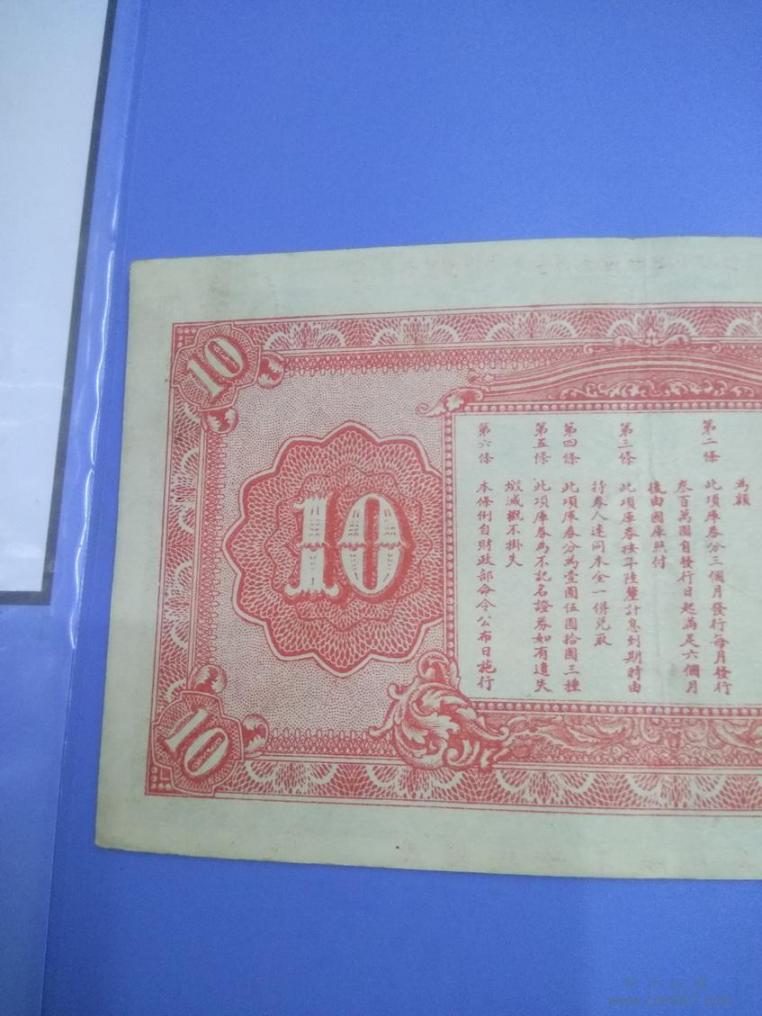 10
10
10
為額
第二條 此項庫券分三個月發行每月發行
叁百萬圓自發行日起滿足六個月
後由國庫照付
第三條 此項庫券按年陸釐計息到期時由
持券人連同本金一併兌取
第四條 此項庫券分為壹圓伍圓拾圓三種
第五條 此項庫券為不記名證券如有遺失
燬滅概不掛失
第六條 本條例自財政部命令公布日施行